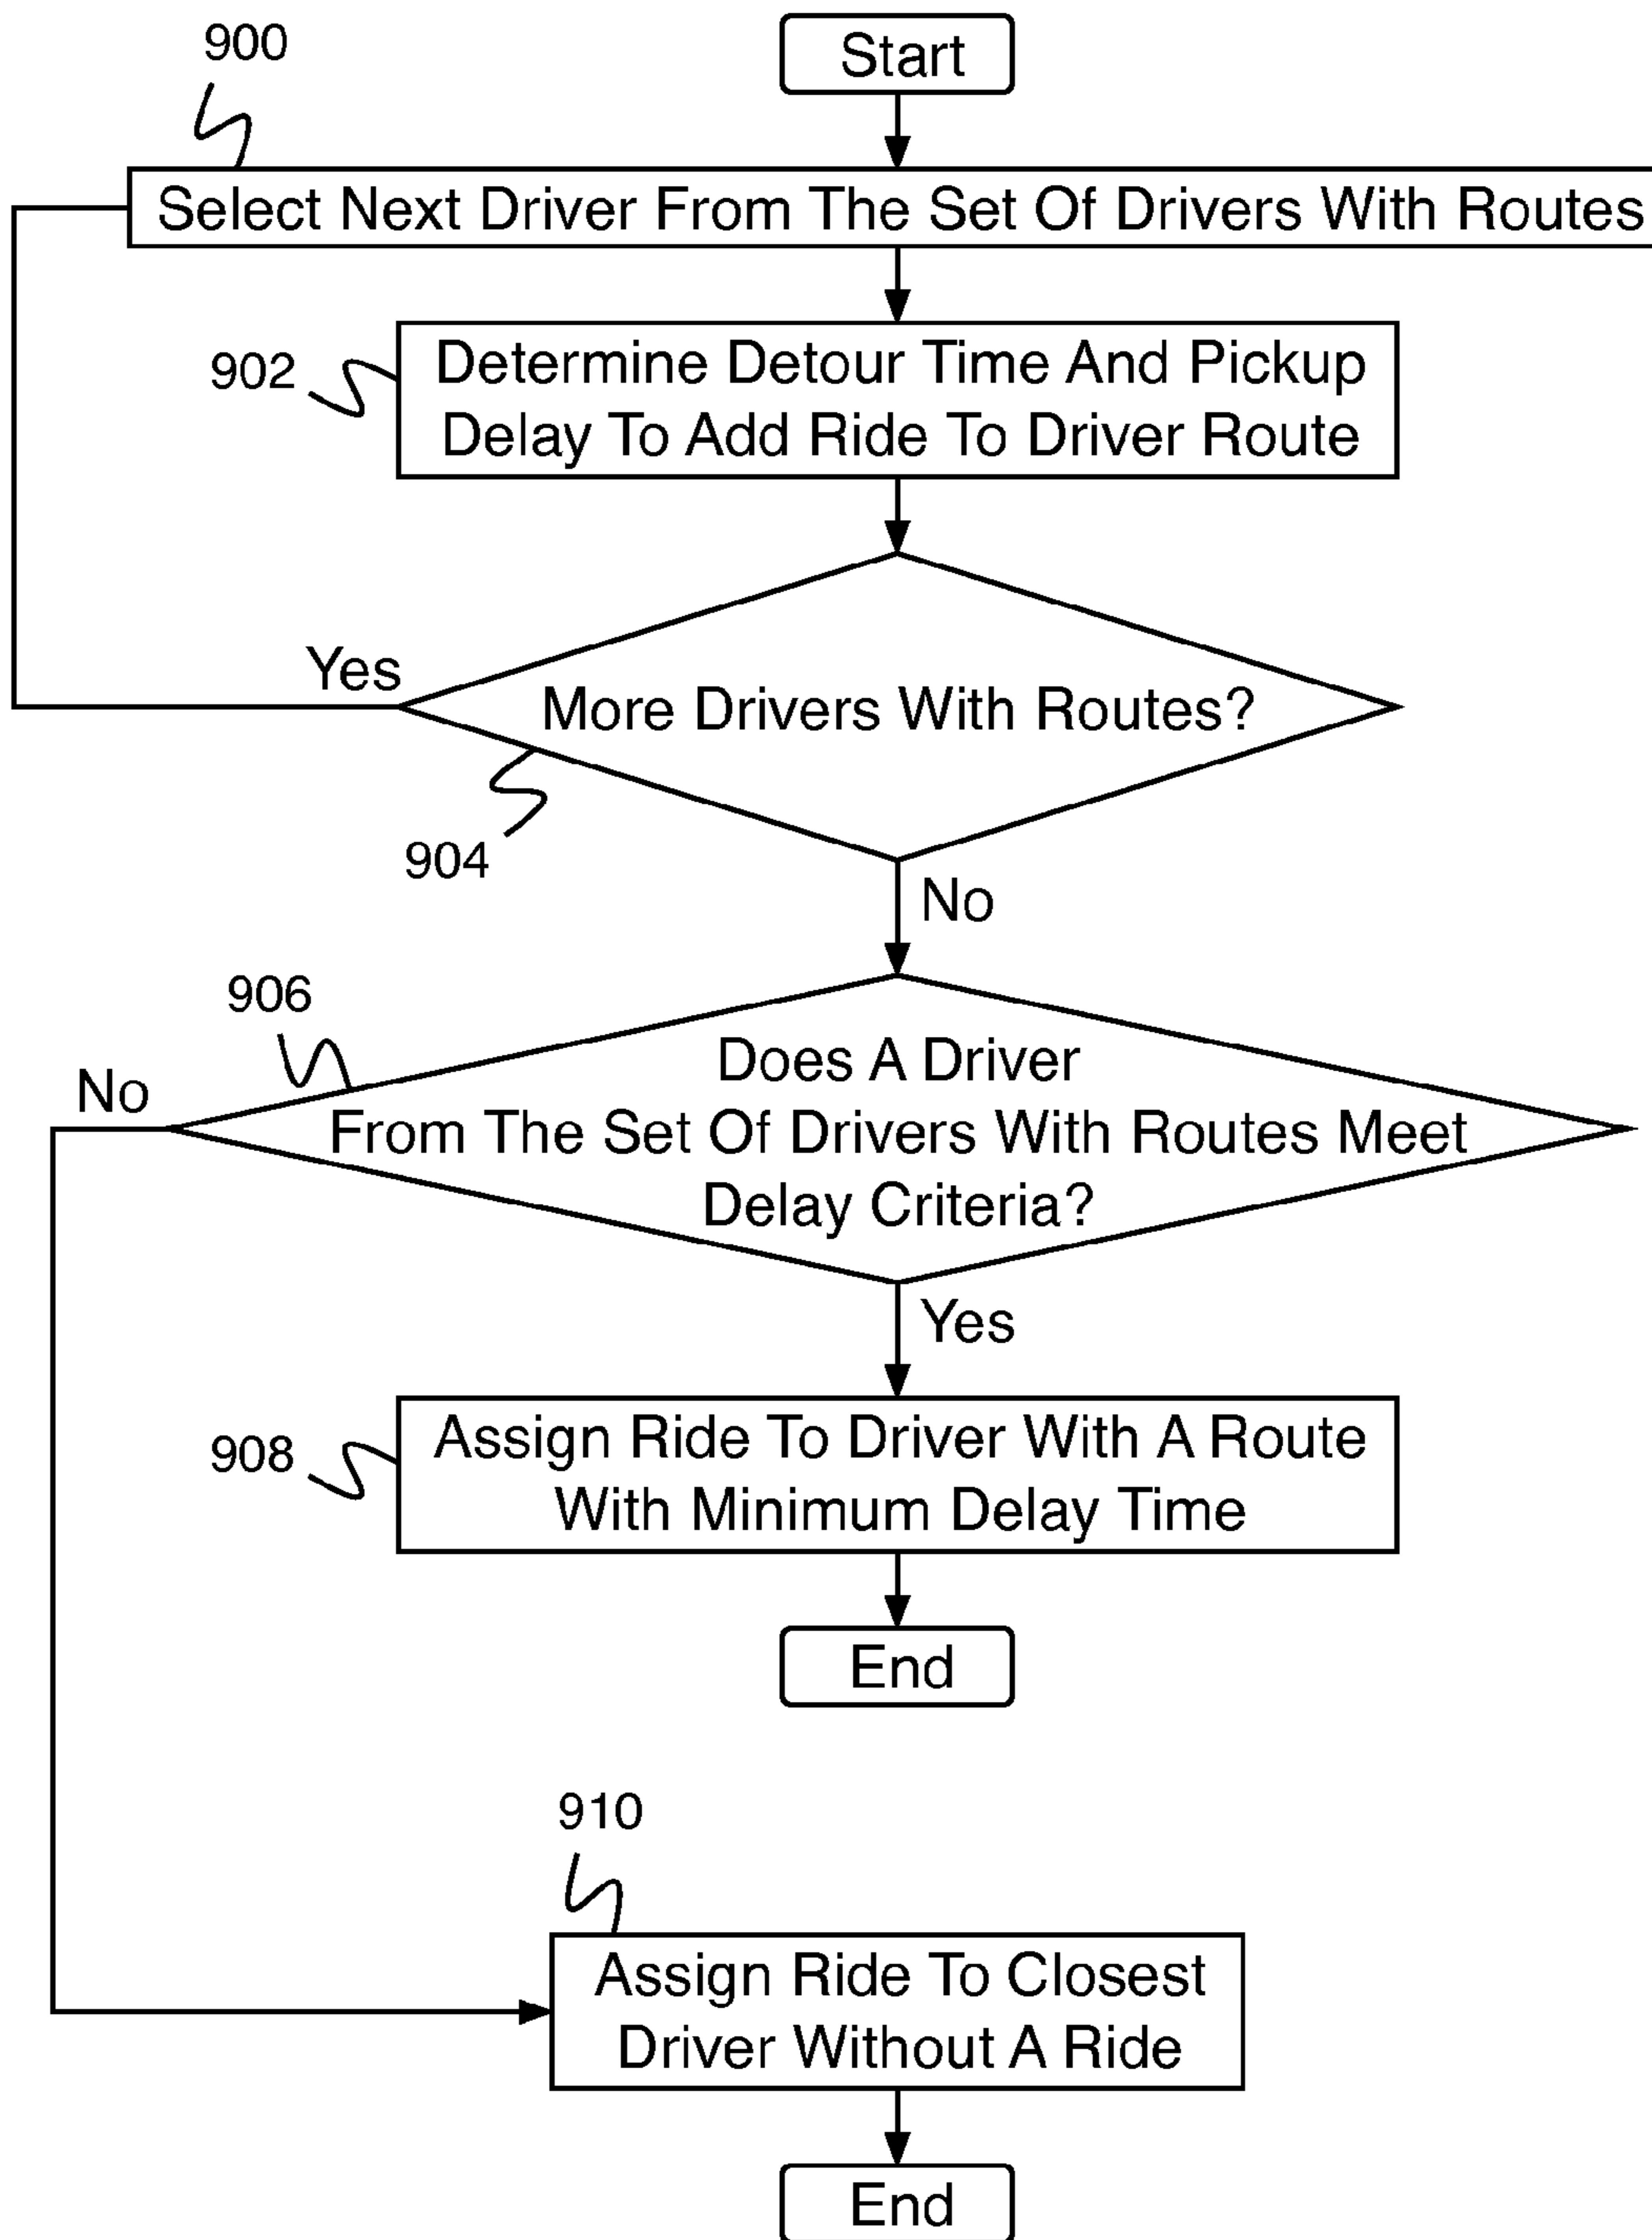 900
Start
Select Next Driver From The Set Of Drivers With Routes
902
Determine Detour Time And Pickup
Delay To Add Ride To Driver Route
Yes
More Drivers With Routes?
904
No
906
No
Does A Driver
From The Set Of Drivers With Routes Meet
Delay Criteria?
Yes
908
Assign Ride To Driver With A Route
With Minimum Delay Time
End
910
Assign Ride To Closest
Driver Without A Ride
End